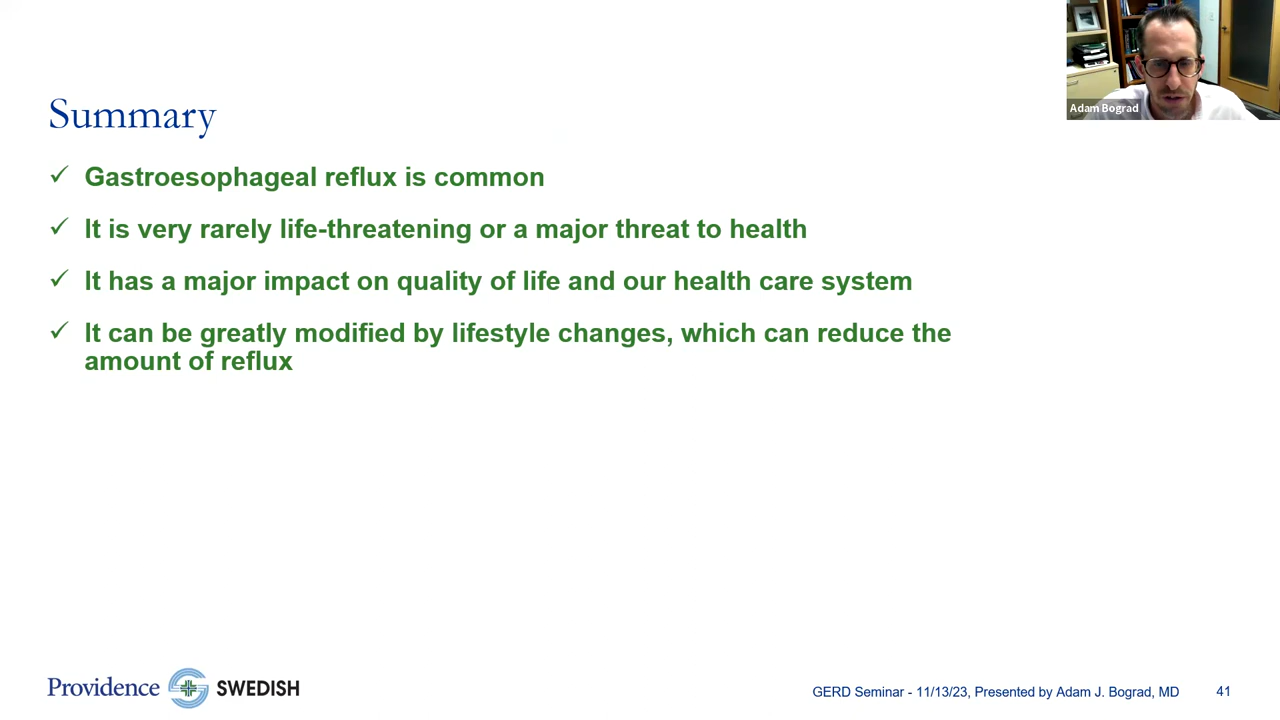 Adam Bograd
Summary
✓ Gastroesophageal reflux is common
✓ It is very rarely life-threatening or a major threat to health
✓ It has a major impact on quality of life and our health care system
✓ It can be greatly modified by lifestyle changes, which can reduce the
amount of reflux
Providence SWEDISH
GERD Seminar - 11/13/23, Presented by Adam J. Bograd, MD 41